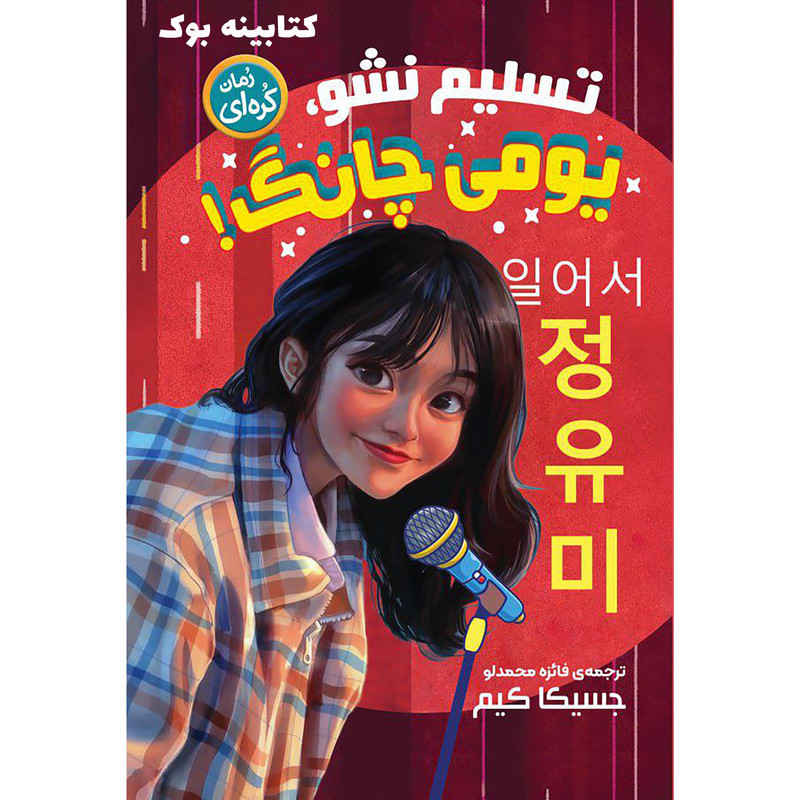 کتابینه بوک
رُمان
کُره‌ای
تسلیم نشو،
یومی چانگ!
일어서
정
유
미
ترجمه‌ی فائزه محمدلو
جسیکا کیم